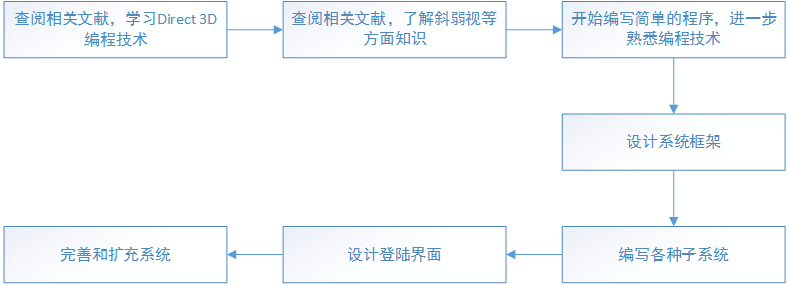 查阅相关文献，学习Direct 3D
编程技术
查阅相关文献，了解斜弱视等
方面知识
开始编写简单的程序，进一步
熟悉编程技术
设计系统框架
编写各种子系统
设计登陆界面
完善和扩充系统